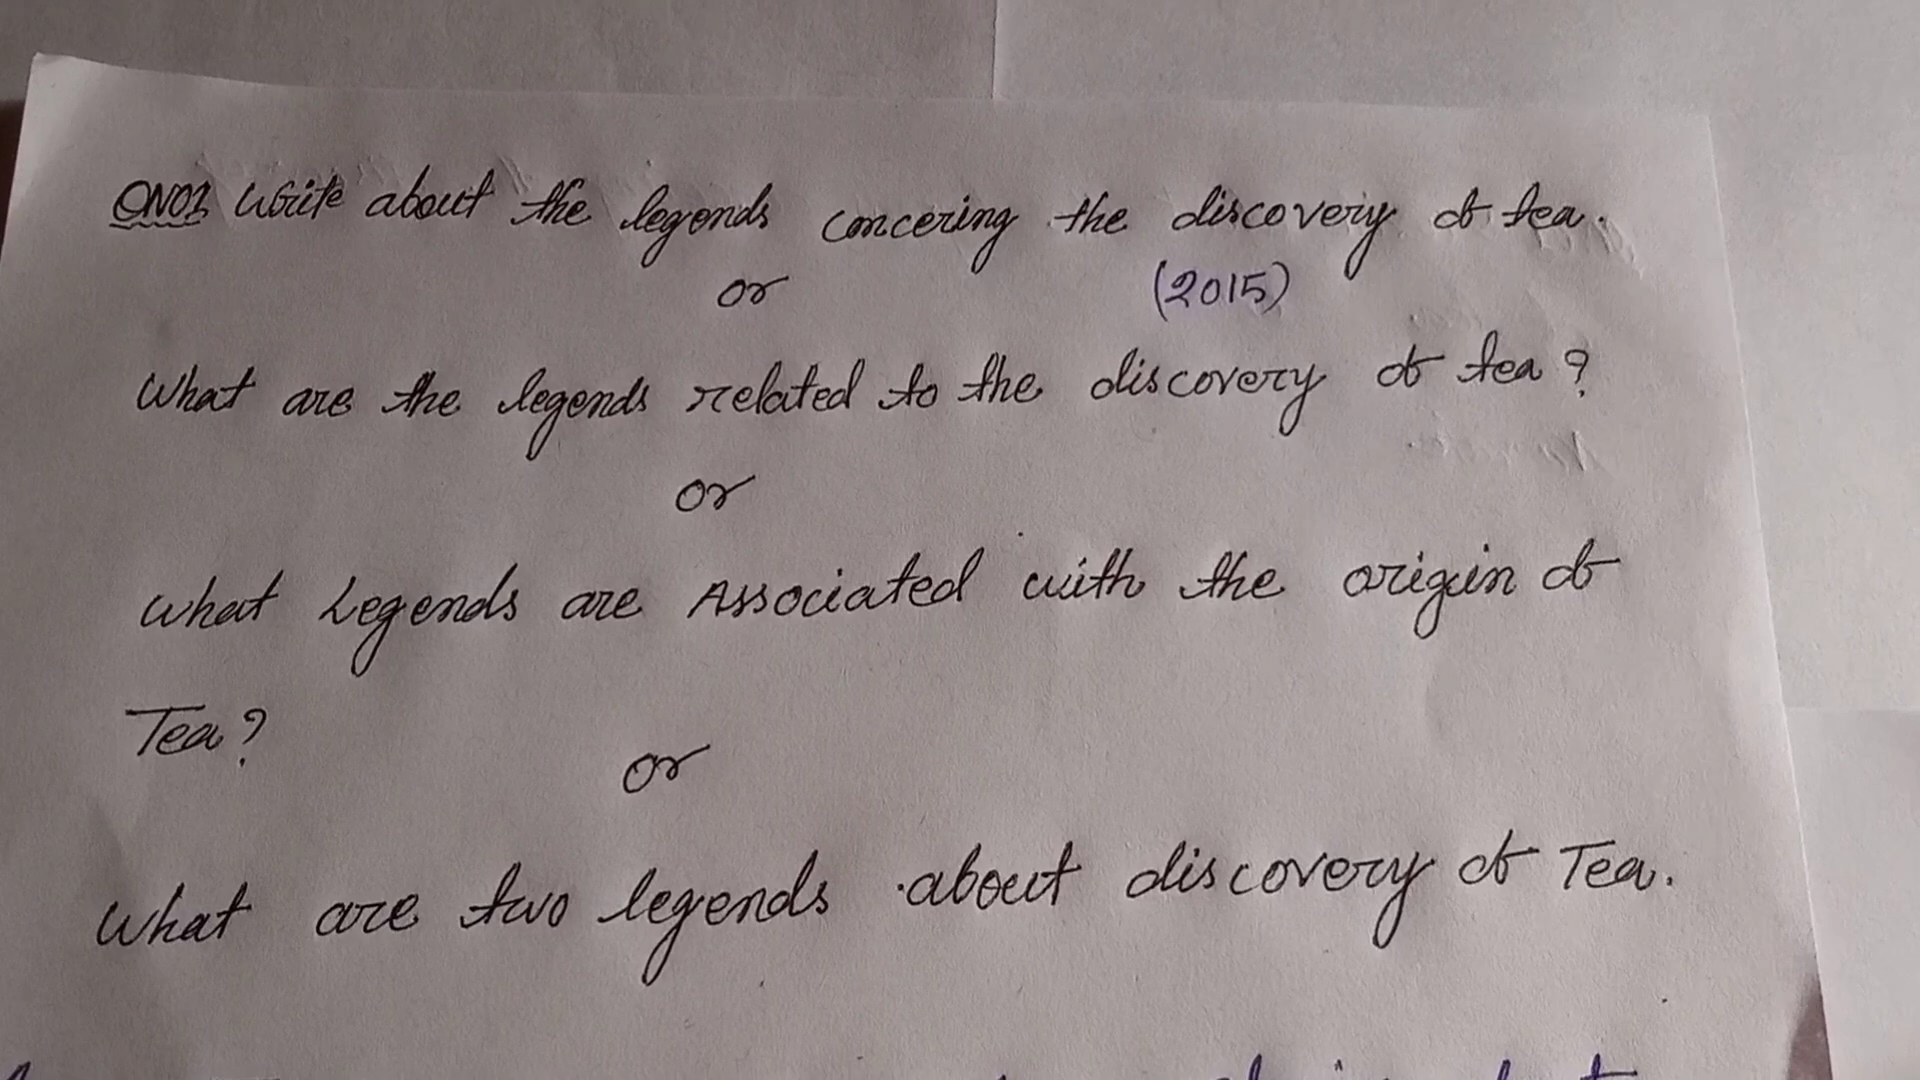 QNO1 Write about the legends concering the discovery of tea.
or (2015)
What are the legends related to the discovery of tea?
or
What Legends are Associated with the origin of
Tea?
or
What are two legends about discovery of Tea.